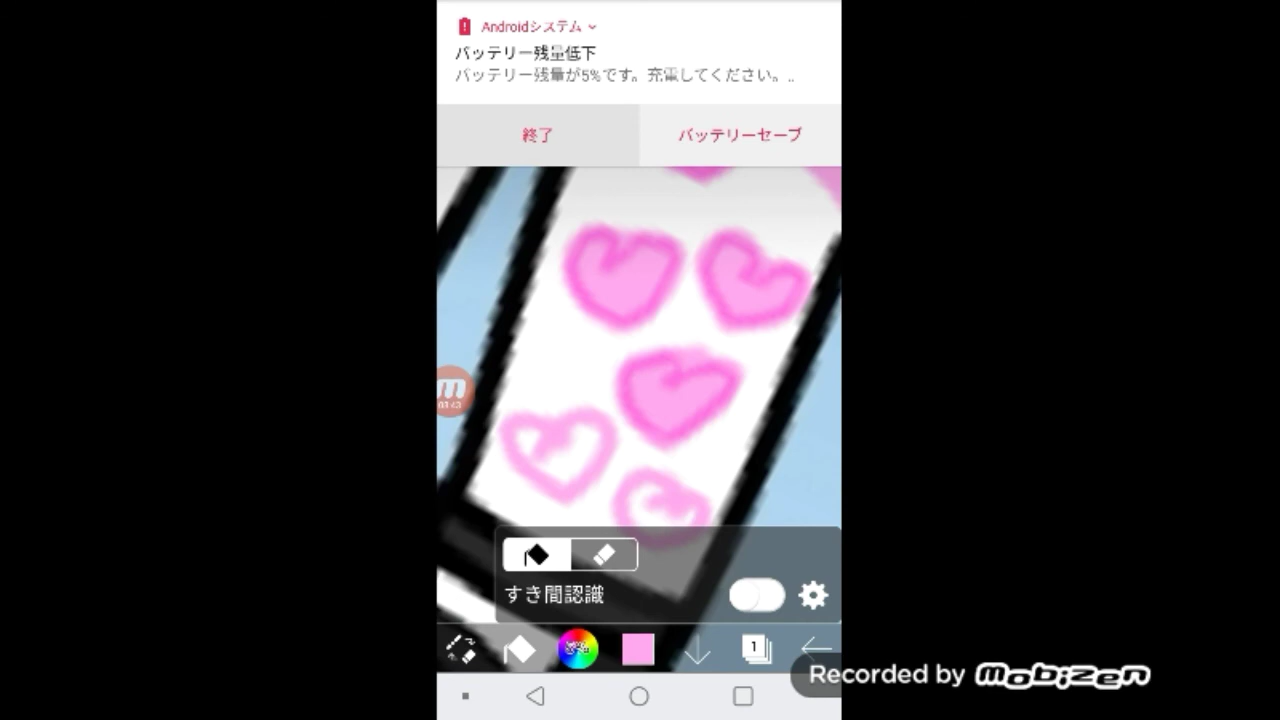 Androidシステム
バッテリー残量低下
バッテリー残量が5%です。充電してください。..
終了
バッテリーセーブ
m
03:43
すき間認識
1
Recorded by mobizen